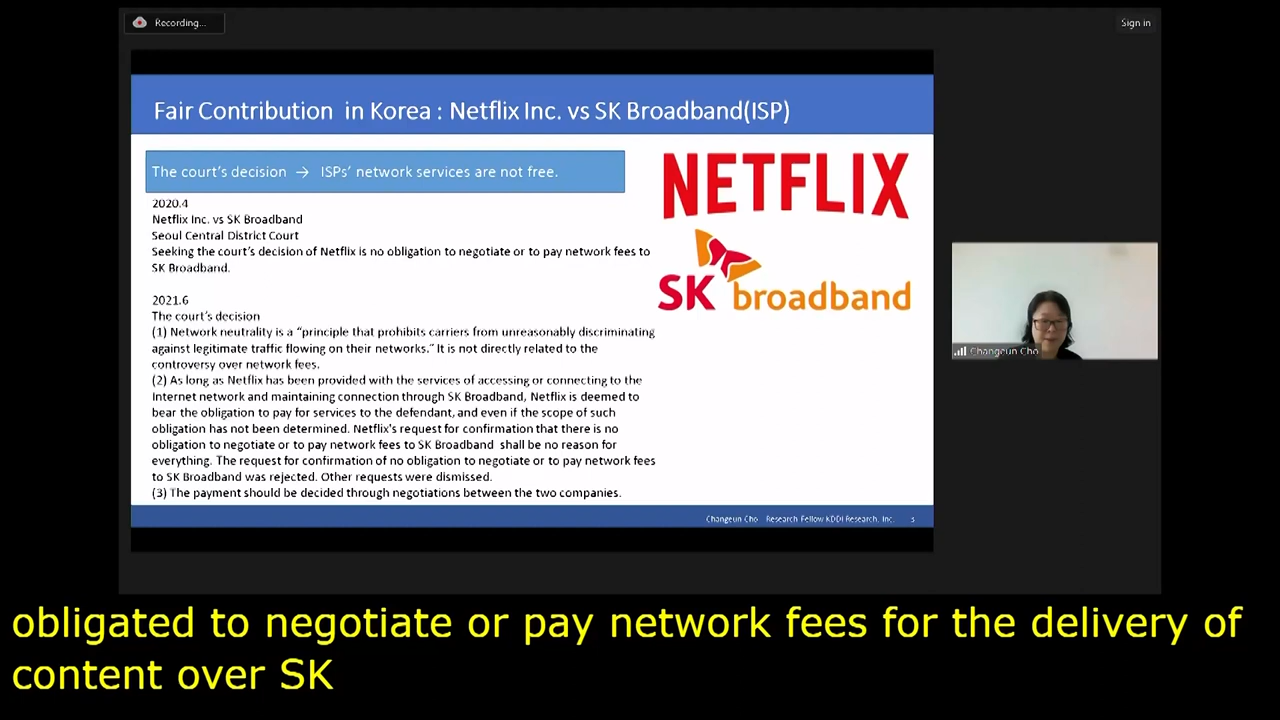 Recording...
Sign in
Fair Contribution in Korea : Netflix Inc. vs SK Broadband(ISP)
The court's decision → ISPs' network services are not free.
NETFLIX
SK broadband
2020.4
Netflix Inc. vs SK Broadband
Seoul Central District Court
Seeking the court's decision of Netflix is no obligation to negotiate or to pay network fees to
SK Broadband.
2021.6
The court's decision
(1) Network neutrality is a "principle that prohibits carriers from unreasonably discriminating
against legitimate traffic flowing on their networks." It is not directly related to the
controversy over network fees.
(2) As long as Netflix has been provided with the services of accessing or connecting to the
Internet network and maintaining connection through SK Broadband, Netflix is deemed to
bear the obligation to pay for services to the defendant, and even if the scope of such
obligation has not been determined. Netflix's request for confirmation that there is no
obligation to negotiate or to pay network fees to SK Broadband shall be no reason for
everything. The request for confirmation of no obligation to negotiate or to pay network fees
to SK Broadband was rejected. Other requests were dismissed.
(3) The payment should be decided through negotiations between the two companies.
Changeun Cho Research Fellow KDDI Research, Inc. 3
Changeun Cho
obligated to negotiate or pay network fees for the delivery of
content over SK